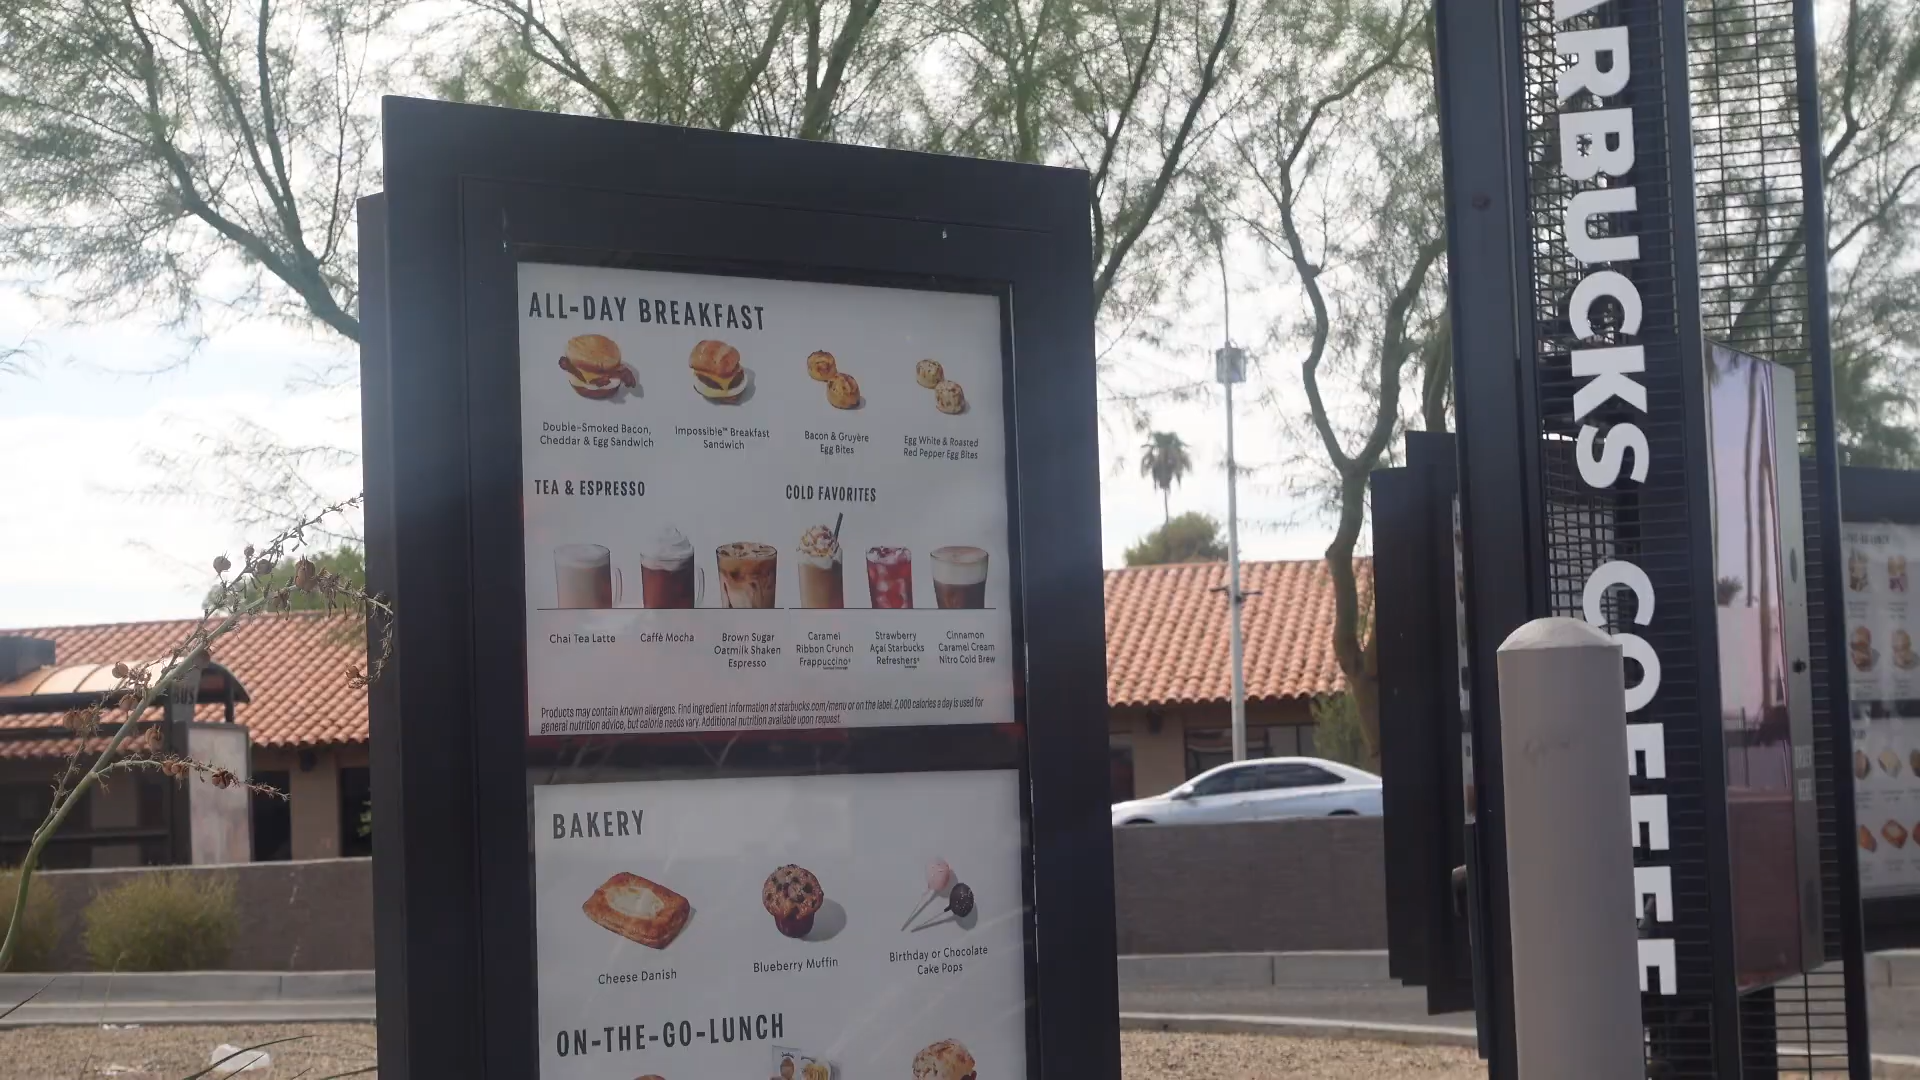 ALL-DAY BREAKFAST
Double-Smoked Bacon,
Cheddar & Egg Sandwich
Impossible™ Breakfast
Sandwich
Bacon & Gruyère
Egg Bites
Egg White & Roasted
Red Pepper Egg Bites
TEA & ESPRESSO
COLD FAVORITES
Chai Tea Latte
Caffè Mocha
Brown Sugar
Oatmilk Shaken
Espresso
Caramel
Ribbon Crunch
Frappuccino®
Strawberry
Açaí Starbucks
Refreshers®
Cinnamon
Caramel Cream
Nitro Cold Brew
Products may contain known allergens. Find ingredient information at starbucks.com/menu or on the label. 2,000 calories a day is used for
general nutrition advice, but calorie needs vary. Additional nutrition available upon request.
BAKERY
Cheese Danish
Blueberry Muffin
Birthday or Chocolate
Cake Pops
ON-THE-GO-LUNCH
ARBUCKS COFFEE
BUS